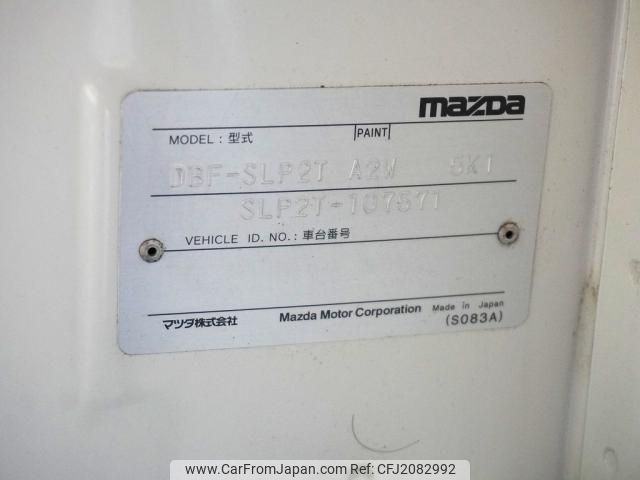 mazda
MODEL : 型式 PAINT
DBF-SLP2T A2W 5K1
SLP2T-107571
VEHICLE ID. NO. : 車台番号
マツダ株式会社 Mazda Motor Corporation Made in Japan
(S083A)
www.CarFromJapan.com | CFJ2082992